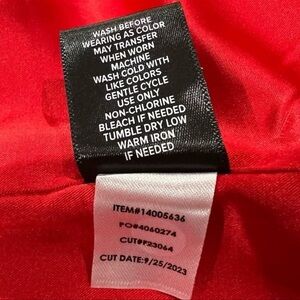 WASH BEFORE
WEARING AS COLOR
MAY TRANSFER
WHEN WORN
MACHINE
WASH COLD WITH
LIKE COLORS
GENTLE CYCLE
USE ONLY
NON-CHLORINE
BLEACH IF NEEDED
TUMBLE DRY LOW
WARM IRON
IF NEEDED
ITEM#14005636
PO#4060274
CUT#F23064
CUT DATE:9/25/2023